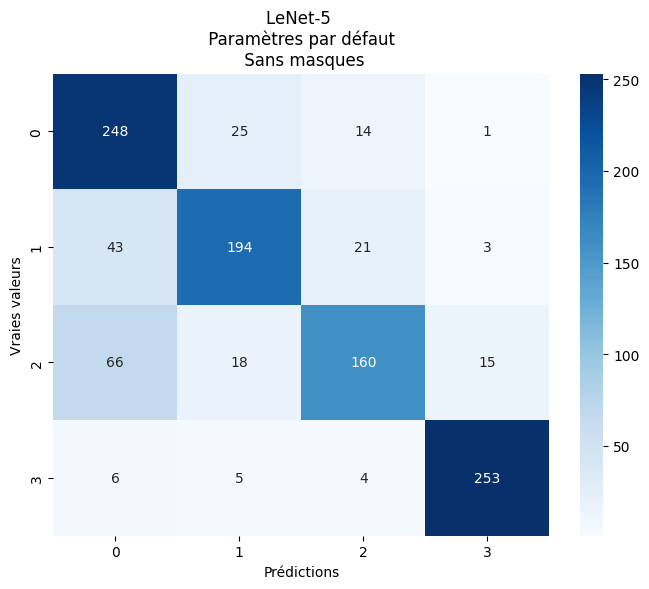 LeNet-5
Paramètres par défaut
Sans masques
250
0 248 25 14 1
200
1 43 194 21 3
150
Vraies valeurs
2 66 18 160 15
100
3 6 5 4 253
50
0 1 2 3
Prédictions